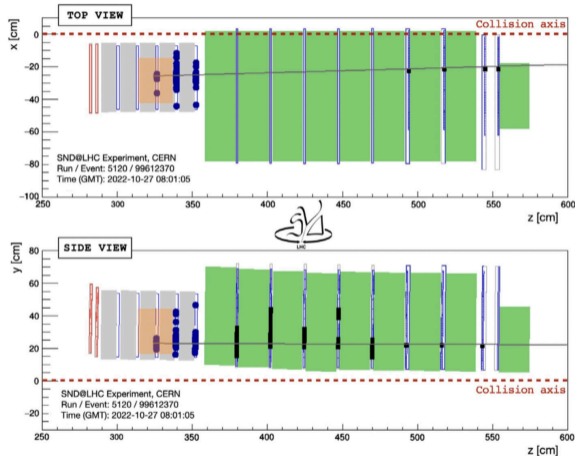 TOP VIEW
Collision axis
x [cm]
0
−20
−40
−60
−80
−100
SND@LHC Experiment, CERN
Run / Event: 5120 / 99612370
Time (GMT): 2022-10-27 08:01:05
250 300 350 400 450 500 550 600
z [cm]
LHC
SIDE VIEW
y [cm]
80
60
40
20
0
−20
Collision axis
SND@LHC Experiment, CERN
Run / Event: 5120 / 99612370
Time (GMT): 2022-10-27 08:01:05
250 300 350 400 450 500 550 600
z [cm]